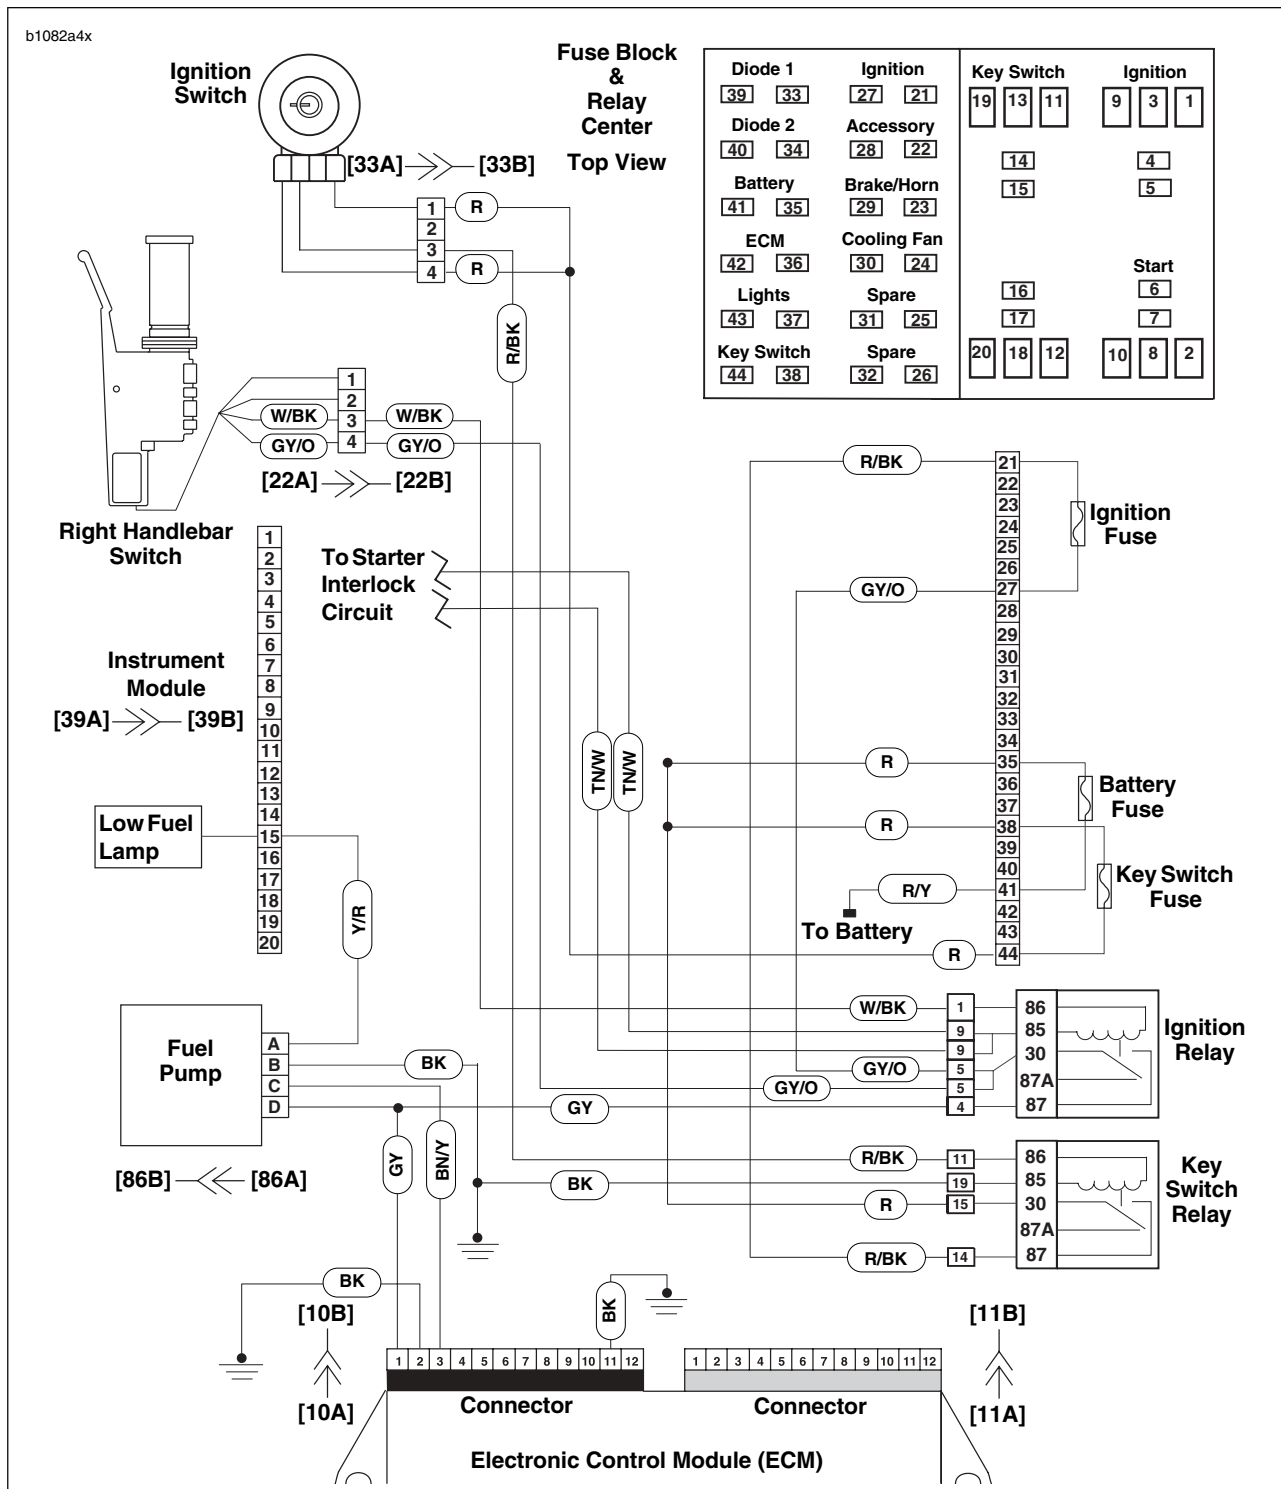 b1082a4x
Ignition
Switch
Fuse Block
&
Relay
Center
Top View
[33A] [33B]
Diode 1 Ignition
39 33 27 21
Diode 2 Accessory
40 34 28 22
Battery Brake/Horn
41 35 29 23
ECM Cooling Fan
42 36 30 24
Lights Spare
43 37 31 25
Key Switch Spare
44 38 32 26
Key Switch Ignition
19 13 11 9 3 1
14 4
15 5
Start
16 6
17 7
20 18 12 10 8 2
1 R
2
3
4 R
R/BK
1
2
W/BK 3 W/BK
GY/O 4 GY/O
[22A] [22B]
Right Handlebar
Switch
To Starter
Interlock
Circuit
TN/W
TN/W
Instrument
Module
[39A] [39B]
1
2
3
4
5
6
7
8
9
10
11
12
13
14
15
16
17
18
19
20
Low Fuel
Lamp
Y/R
R/BK 21
22
23
24
25
26
GY/O 27
28
29
30
31
32
33
34
R 35
36
37
R 38
39
40
R/Y 41
42
43
R 44
Ignition
Fuse
Battery
Fuse
Key Switch
Fuse
To Battery
Fuel
Pump
A
B
C
D
BK
GY
GY
BN/Y
[86B] [86A]
W/BK 1 86
9 85
9 30
GY/O 5 87A
GY/O 5
4 87
Ignition
Relay
R/BK 11 86
BK 19 85
R 15 30
87A
R/BK 14 87
Key
Switch
Relay
BK
BK
[10B]
[10A]
[11B]
[11A]
1 2 3 4 5 6 7 8 9 10 11 12
1 2 3 4 5 6 7 8 9 10 11 12
Connector
Connector
Electronic Control Module (ECM)